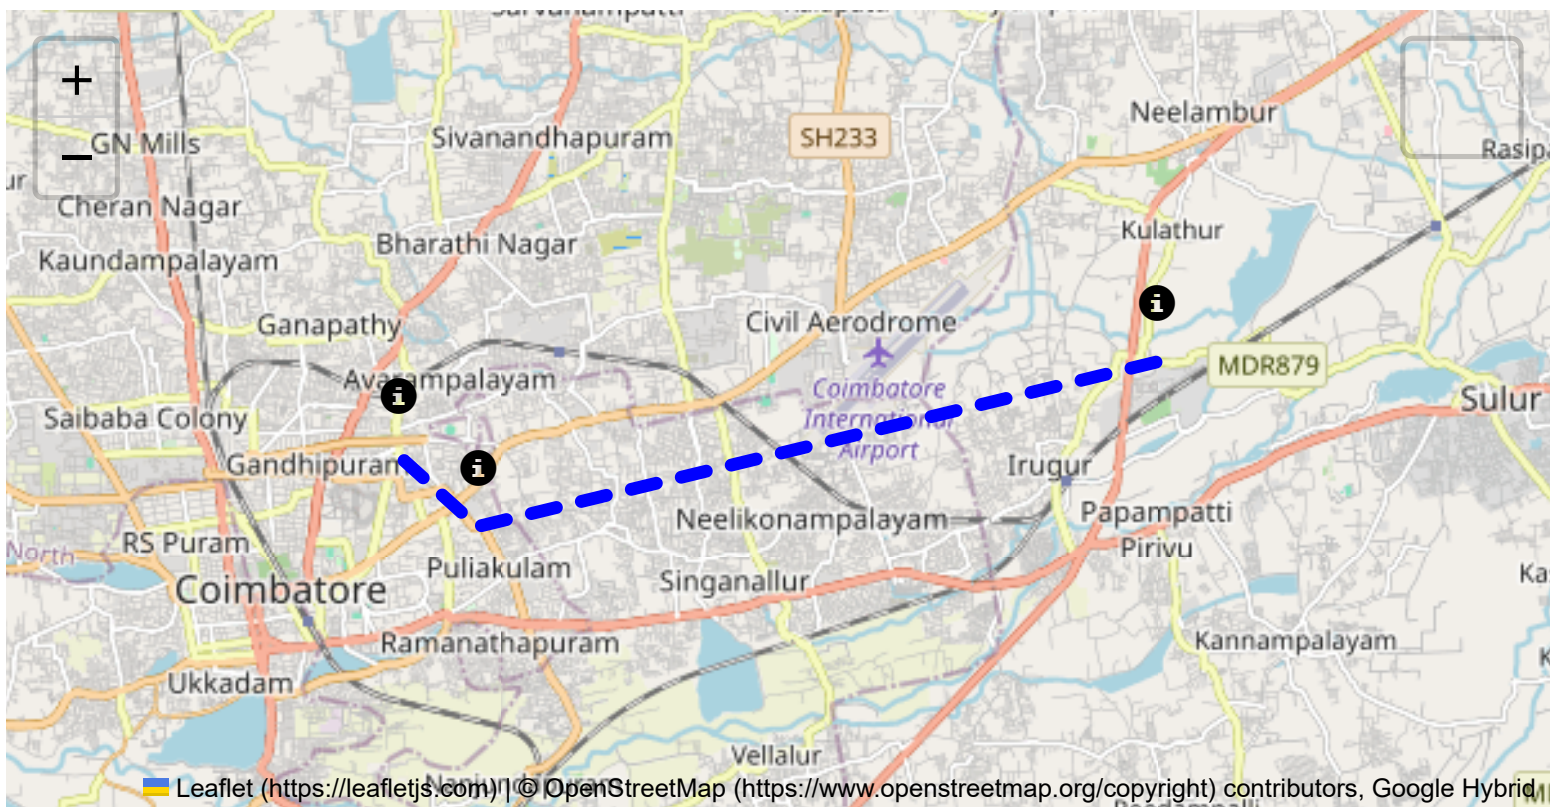 Sarvanampatti
+
GN Mills
−
Sivanandhapuram
SH233
Neelambur
Cheran Nagar
Kulathur
Bharathi Nagar
Kaundampalayam
Ganapathy
Civil Aerodrome
MDR879
Avarampalayam
Coimbatore
International
Airport
Sulur
Saibaba Colony
Gandhipuram
Irugur
Neelikonampalayam
Papampatti
Pirivu
North
RS Puram
Puliakulam
Singanallur
Coimbatore
Ramanathapuram
Kannampalayam
Ukkadam
Vellalur
Leaflet (https://leafletjs.com) | © OpenStreetMap (https://www.openstreetmap.org/copyright) contributors, Google Hybrid